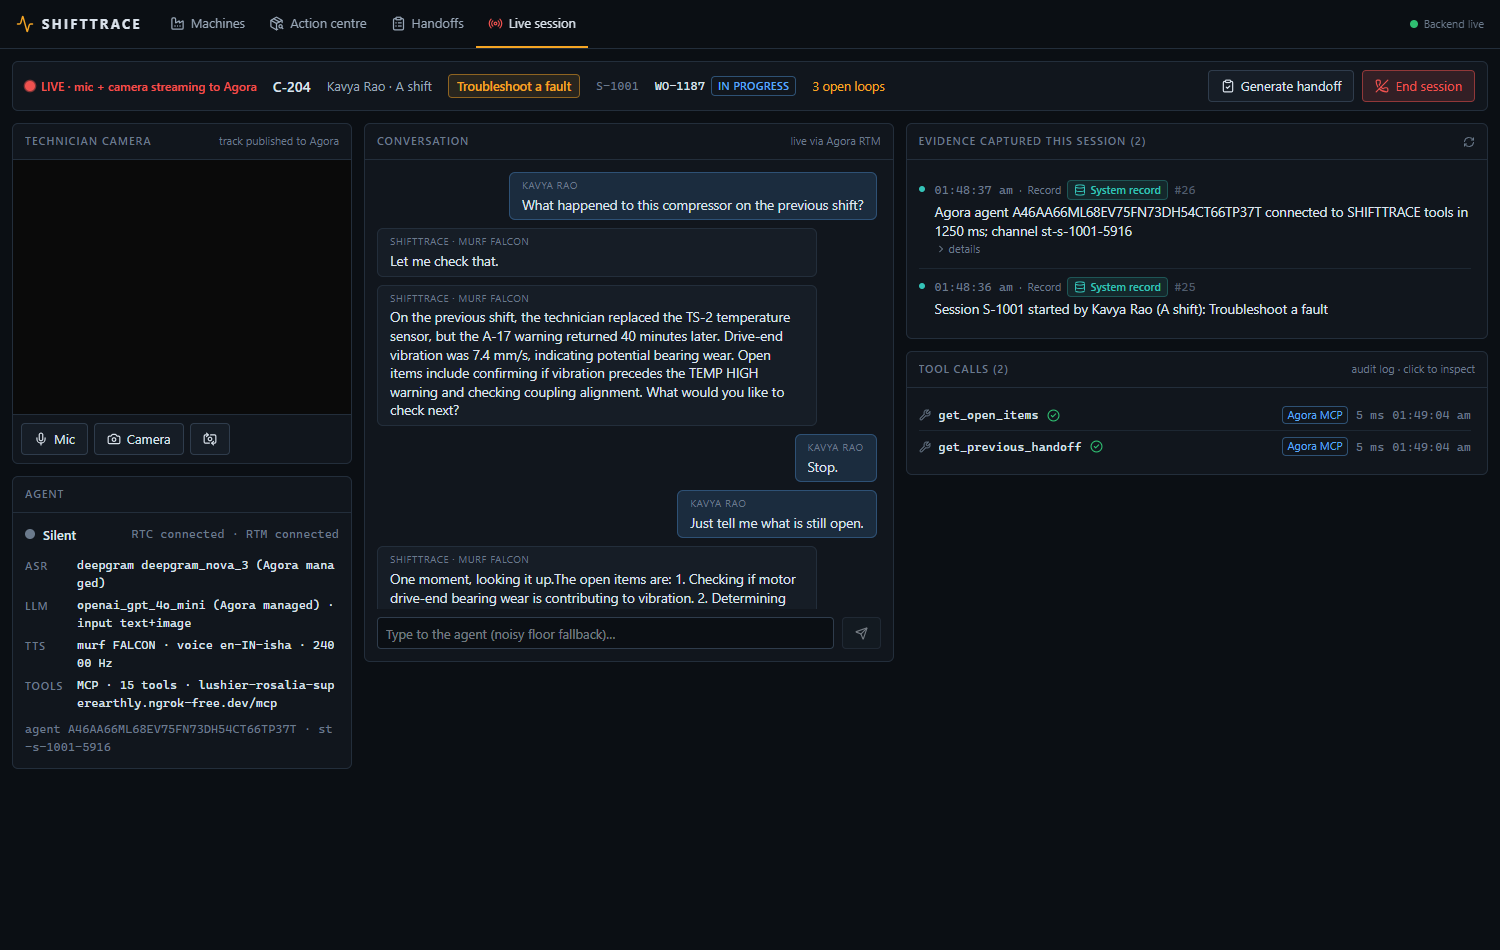 SHIFTTRACE
Machines
Action centre
Handoffs
Live session
Backend live
LIVE · mic + camera streaming to Agora
C-204
Kavya Rao · A shift
Troubleshoot a fault
S-1001
WO-1187
IN PROGRESS
3 open loops
Generate handoff
End session
TECHNICIAN CAMERA
track published to Agora
Mic
Camera
AGENT
Silent
RTC connected · RTM connected
ASR
deepgram deepgram_nova_3 (Agora mana
ged)
LLM
openai_gpt_4o_mini (Agora managed) ·
input text+image
TTS
murf FALCON · voice en-IN-isha · 240
00 Hz
TOOLS
MCP · 15 tools · lushier-rosalia-sup
erearthly.ngrok-free.dev/mcp
agent A46AA66ML68EV75FN73DH54CT66TP37T · st
-s-1001-5916
CONVERSATION
live via Agora RTM
KAVYA RAO
What happened to this compressor on the previous shift?
SHIFTTRACE · MURF FALCON
Let me check that.
SHIFTTRACE · MURF FALCON
On the previous shift, the technician replaced the TS-2 temperature
sensor, but the A-17 warning returned 40 minutes later. Drive-end
vibration was 7.4 mm/s, indicating potential bearing wear. Open
items include confirming if vibration precedes the TEMP HIGH
warning and checking coupling alignment. What would you like to
check next?
KAVYA RAO
Stop.
KAVYA RAO
Just tell me what is still open.
SHIFTTRACE · MURF FALCON
One moment, looking it up.The open items are: 1. Checking if motor
drive-end bearing wear is contributing to vibration. 2. Determining
Type to the agent (noisy floor fallback)...
EVIDENCE CAPTURED THIS SESSION (2)
01:48:37 am · Record
System record
#26
Agora agent A46AA66ML68EV75FN73DH54CT66TP37T connected to SHIFTTRACE tools in
1250 ms; channel st-s-1001-5916
> details
01:48:36 am · Record
System record
#25
Session S-1001 started by Kavya Rao (A shift): Troubleshoot a fault
TOOL CALLS (2)
audit log · click to inspect
get_open_items
Agora MCP
5 ms 01:49:04 am
get_previous_handoff
Agora MCP
5 ms 01:49:04 am